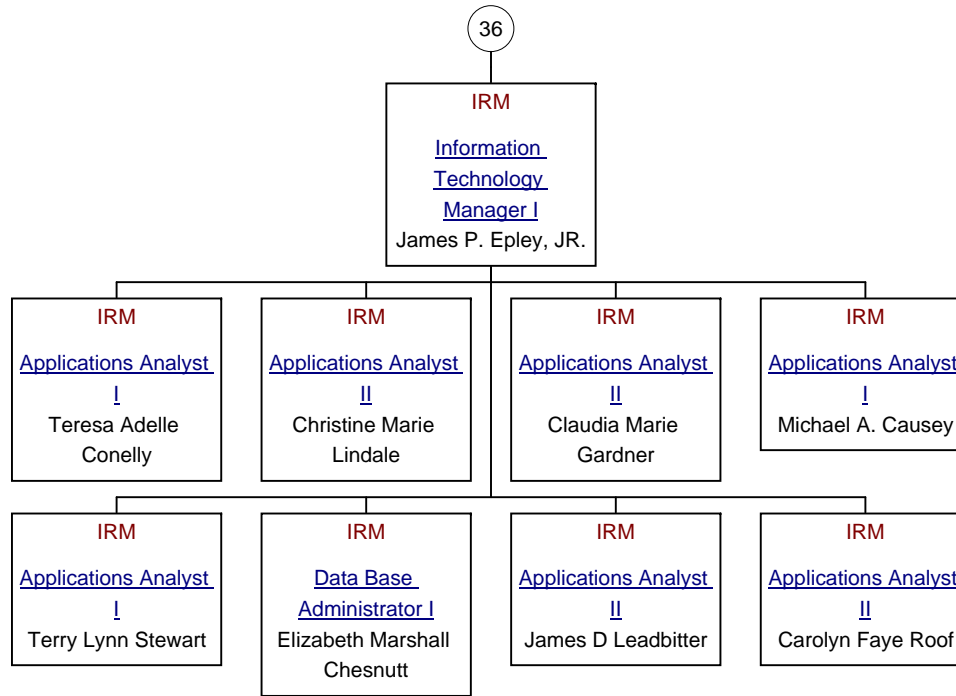 36
IRM
Information
Technology
Manager I
James P. Epley, JR.
IRM
Applications Analyst
I
Teresa Adelle
Conelly
IRM
Applications Analyst
II
Christine Marie
Lindale
IRM
Applications Analyst
II
Claudia Marie
Gardner
IRM
Applications Analyst
I
Michael A. Causey
IRM
Applications Analyst
I
Terry Lynn Stewart
IRM
Data Base
Administrator I
Elizabeth Marshall
Chesnutt
IRM
Applications Analyst
II
James D Leadbitter
IRM
Applications Analyst
II
Carolyn Faye Roof